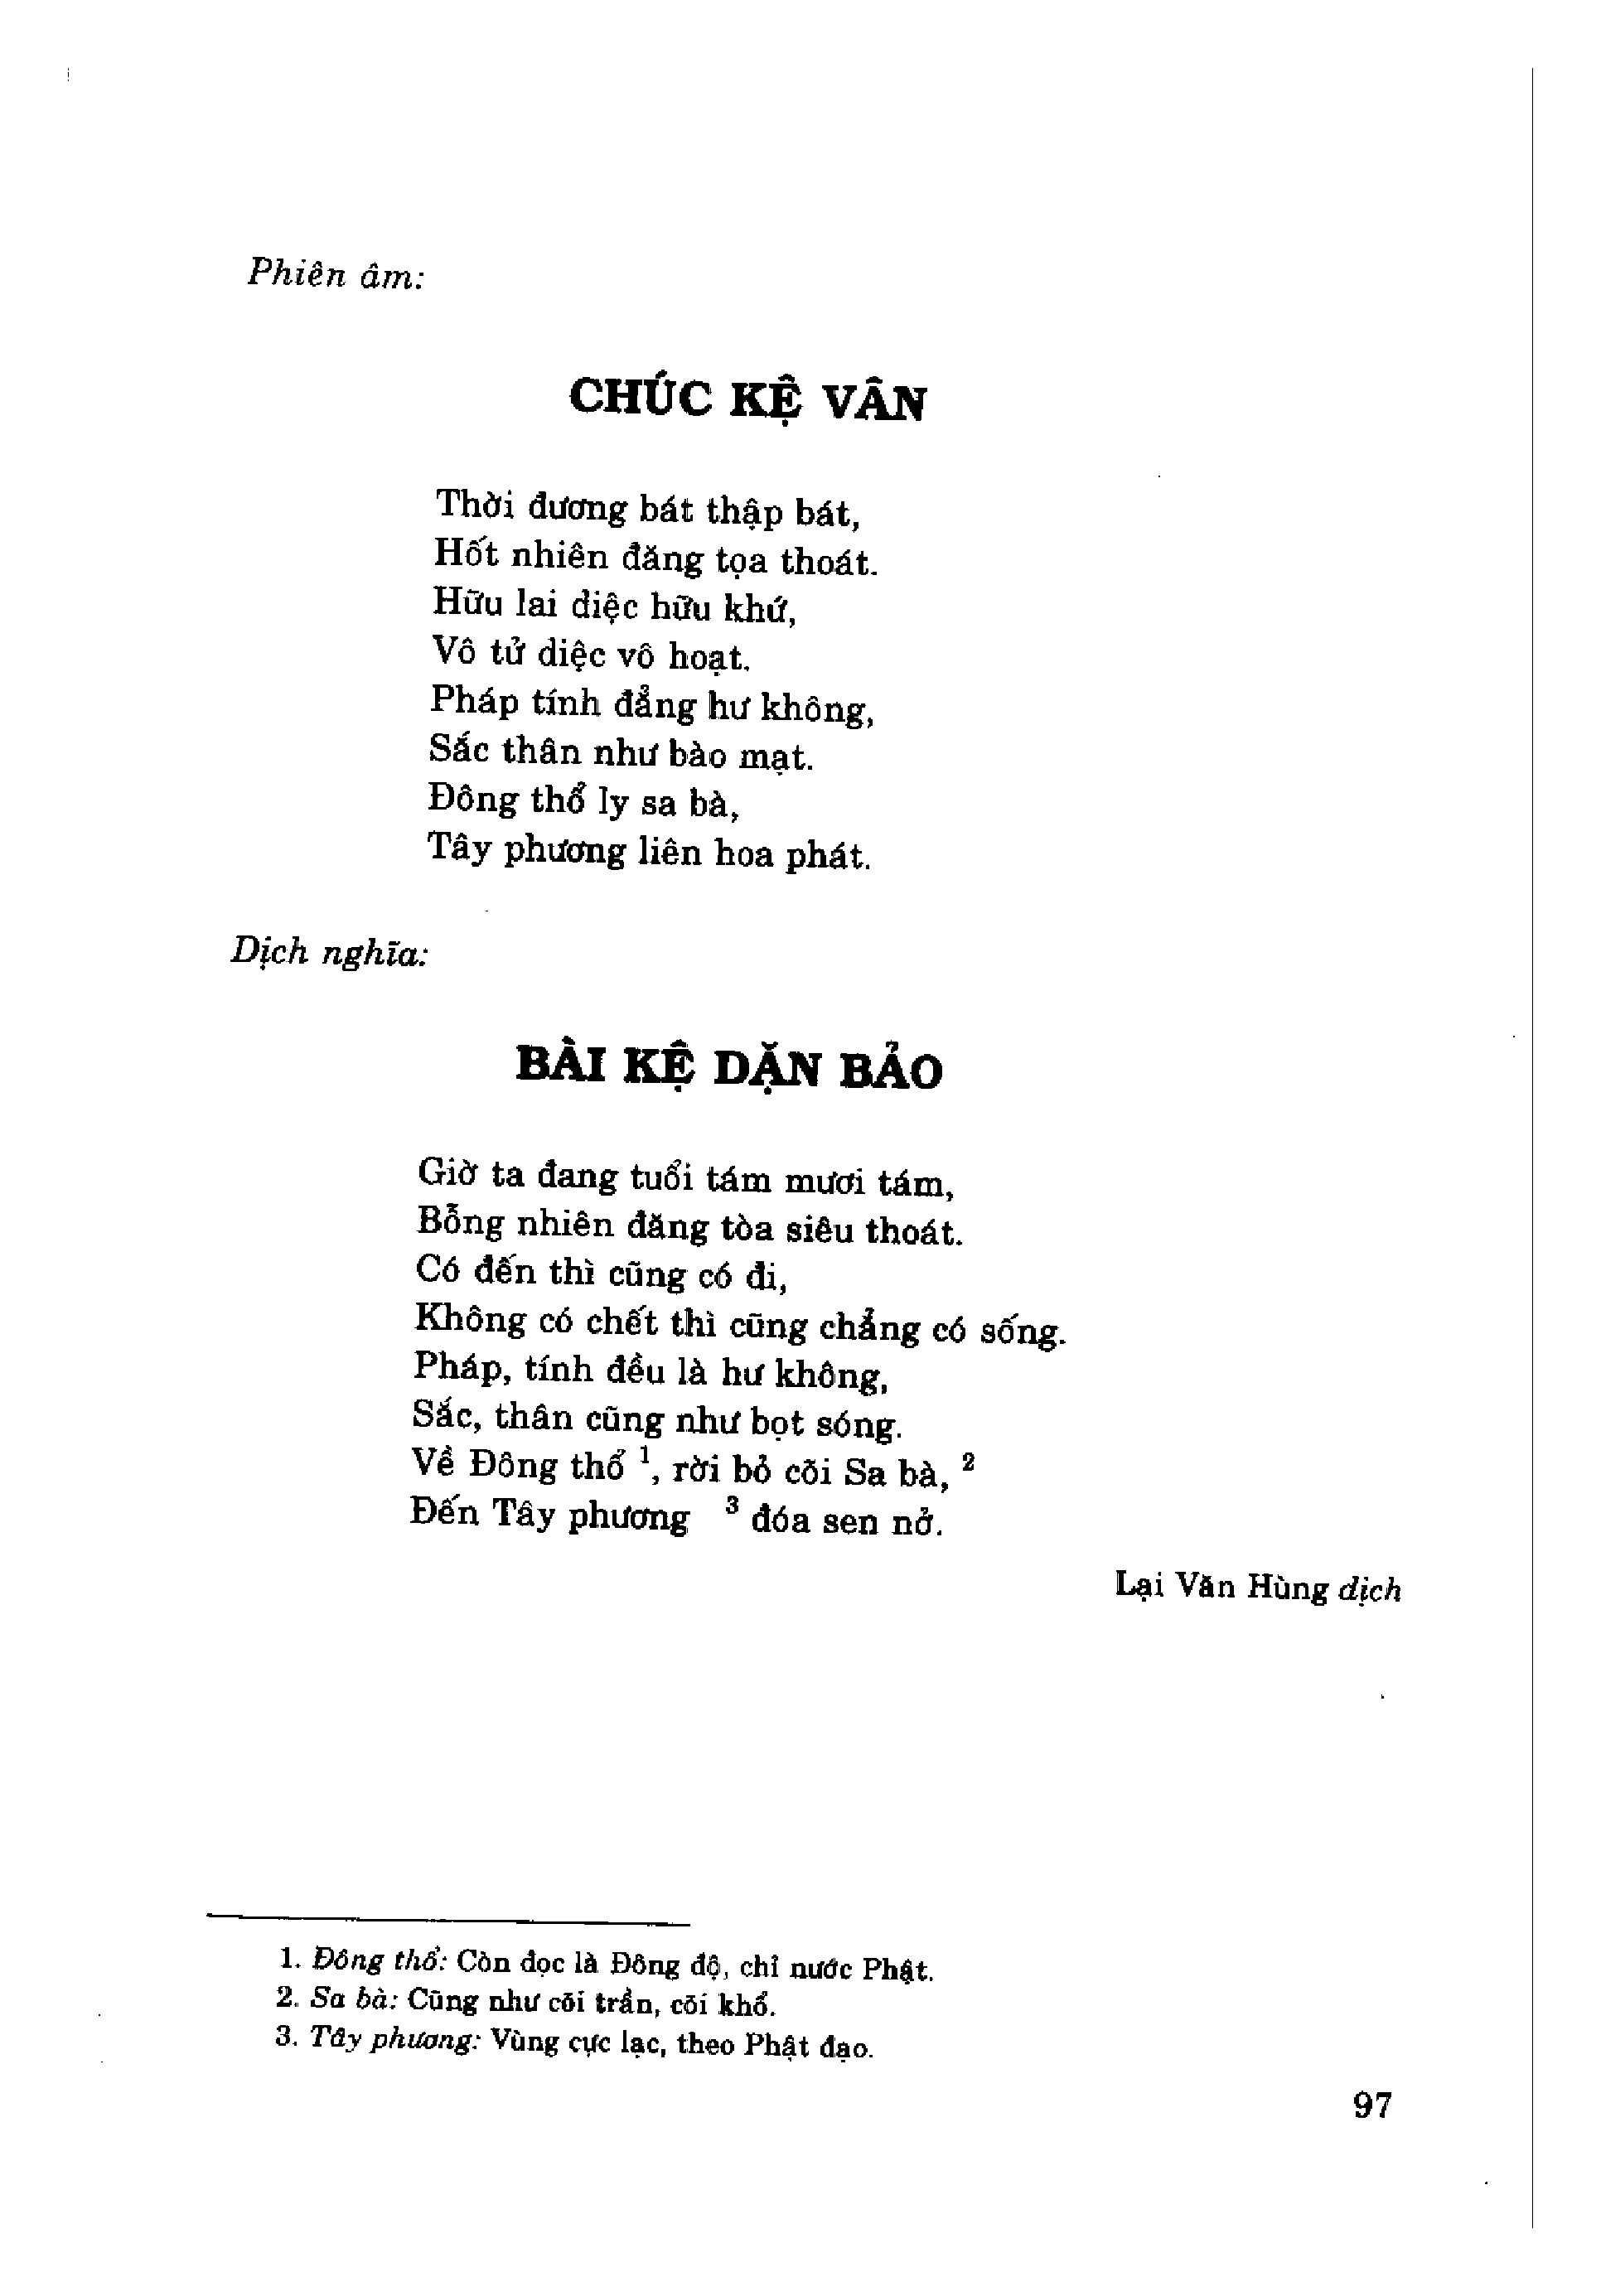 Phiên âm:
CHÚC KỆ VÂN
Thời đương bát thập bát,
Hốt nhiên đăng tọa thoát.
Hữu lai diệc hữu khứ,
Vô tử diệc vô hoạt.
Pháp tính đẳng hư không,
Sắc thân như bào mạt.
Đông thổ ly sa bà,
Tây phương liên hoa phát.
Dịch nghĩa:
BÀI KỆ DẶN BẢO
Giờ ta đang tuổi tám mươi tám,
Bỗng nhiên đăng tòa siêu thoát.
Có đến thì cũng có đi,
Không có chết thì cũng chẳng có sống.
Pháp, tính đều là hư không,
Sắc, thân cũng như bọt sóng.
Về Đông thổ ¹, rời bỏ cõi Sa bà, ²
Đến Tây phương ³ đóa sen nở.
Lại Văn Hùng dịch
1. Đông thổ: Còn đọc là Đông độ, chỉ nước Phật.
2. Sa bà: Cũng như cõi trần, cõi khổ.
3. Tây phương: Vùng cực lạc, theo Phật đạo.
97